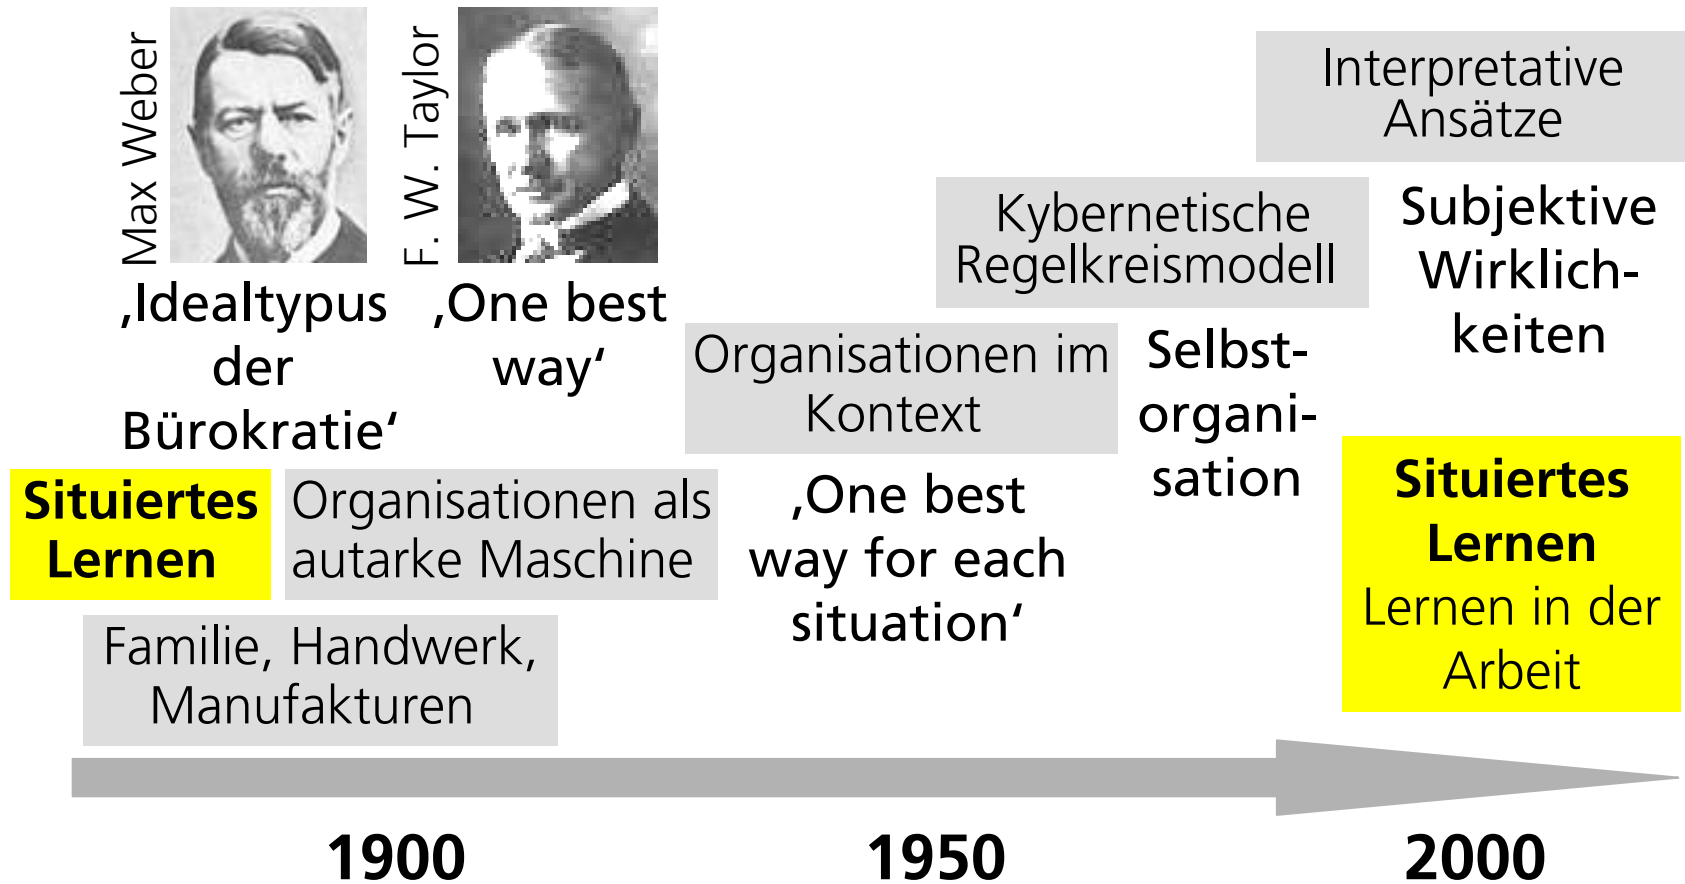 Max Weber
F. W. Taylor
‚Idealtypus
der
Bürokratie‘
‚One best
way‘
Situiertes
Lernen
Organisationen als
autarke Maschine
Familie, Handwerk,
Manufakturen
Organisationen im
Kontext
‚One best
way for each
situation‘
Kybernetische
Regelkreismodell
Selbst-
organi-
sation
Interpretative
Ansätze
Subjektive
Wirklich-
keiten
Situiertes
Lernen
Lernen in der
Arbeit
1900
1950
2000